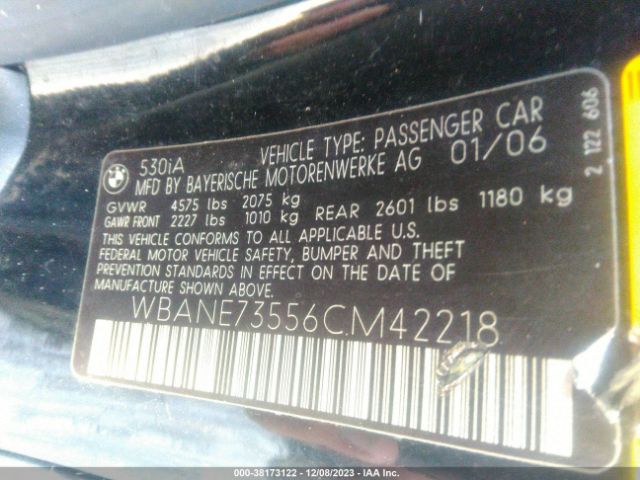 BMW
530iA VEHICLE TYPE: PASSENGER CAR
MFD BY BAYERISCHE MOTORENWERKE AG 01/06
GVWR 4575 lbs 2075 kg
GAWR FRONT 2227 lbs 1010 kg REAR 2601 lbs 1180 kg
THIS VEHICLE CONFORMS TO ALL APPLICABLE U.S.
FEDERAL MOTOR VEHICLE SAFETY, BUMPER AND THEFT
PREVENTION STANDARDS IN EFFECT ON THE DATE OF
MANUFACTURE SHOWN ABOVE.
WBANE73556CM42218
2 122 606
000-38173122 - 12/08/2023 - IAA Inc.